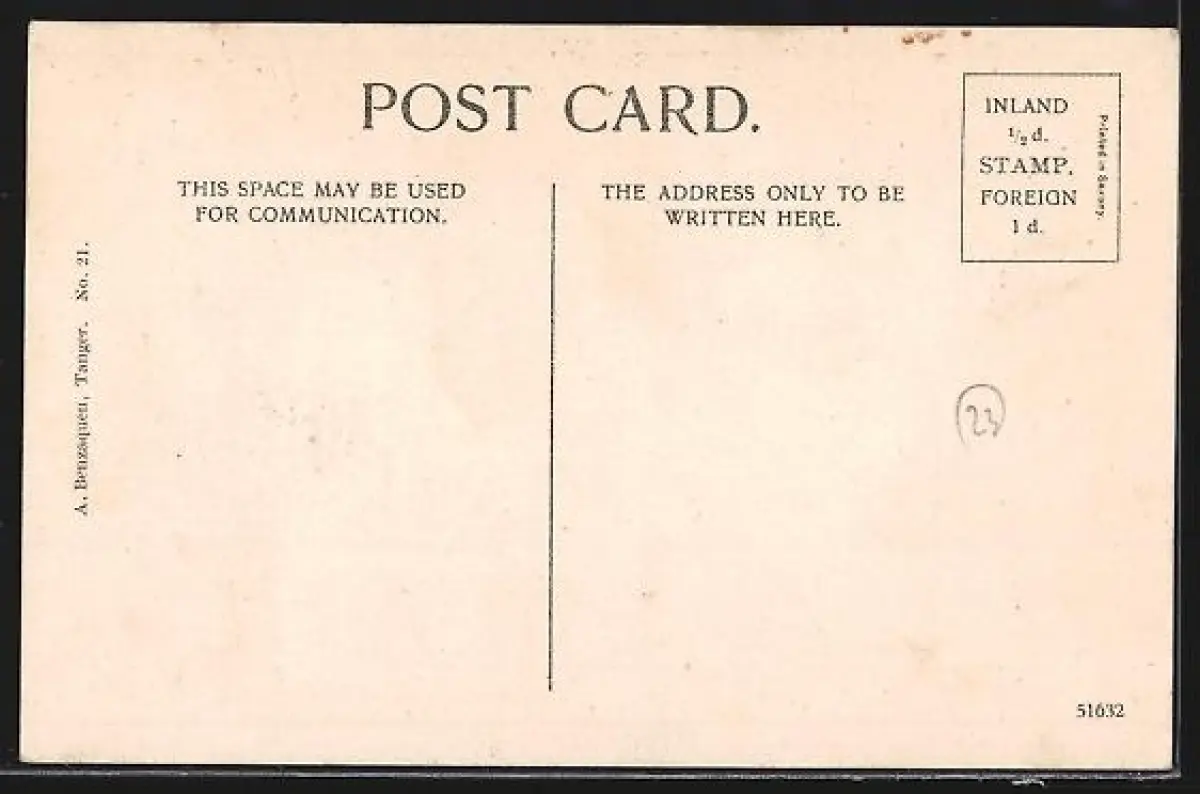 POST CARD.
THIS SPACE MAY BE USED
FOR COMMUNICATION.
THE ADDRESS ONLY TO BE
WRITTEN HERE.
INLAND
1/2 d.
STAMP.
FOREIGN
1 d.
Printed in Saxony.
A. Benzaquen, Tanger. No. 21.
23
51632